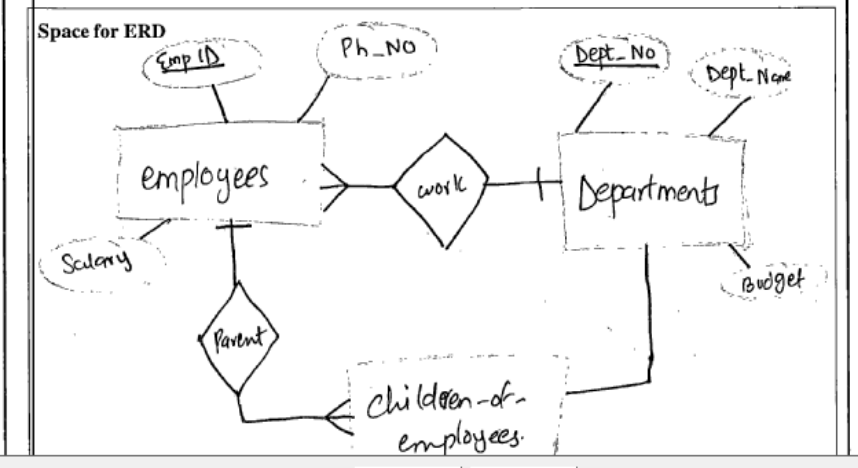 Space for ERD
Emp ID
Ph_NO
Dept_No
Dept_Name
employees
work
Departments
Salary
Budget
Parent
children-of-
employees.